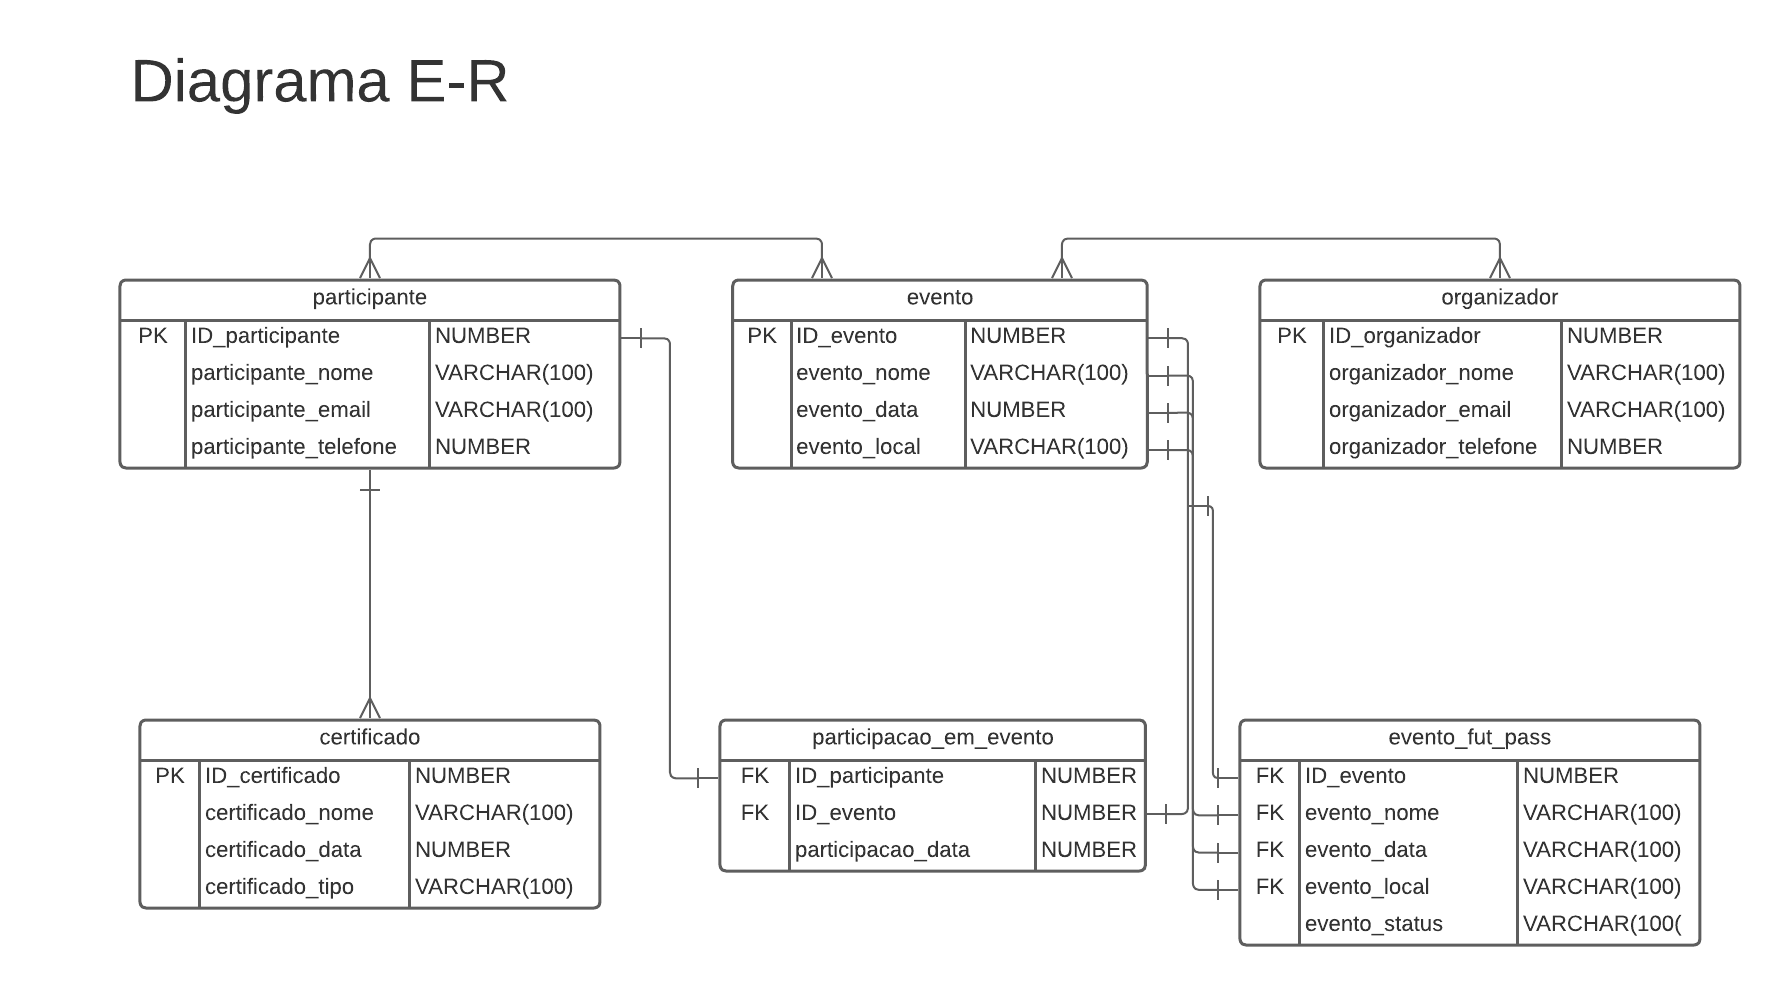 Diagrama E-R
participante
PK ID_participante NUMBER
participante_nome VARCHAR(100)
participante_email VARCHAR(100)
participante_telefone NUMBER
evento
PK ID_evento NUMBER
evento_nome VARCHAR(100)
evento_data NUMBER
evento_local VARCHAR(100)
organizador
PK ID_organizador NUMBER
organizador_nome VARCHAR(100)
organizador_email VARCHAR(100)
organizador_telefone NUMBER
certificado
PK ID_certificado NUMBER
certificado_nome VARCHAR(100)
certificado_data NUMBER
certificado_tipo VARCHAR(100)
participacao_em_evento
FK ID_participante NUMBER
FK ID_evento NUMBER
participacao_data NUMBER
evento_fut_pass
FK ID_evento NUMBER
FK evento_nome VARCHAR(100)
FK evento_data VARCHAR(100)
FK evento_local VARCHAR(100)
evento_status VARCHAR(100(